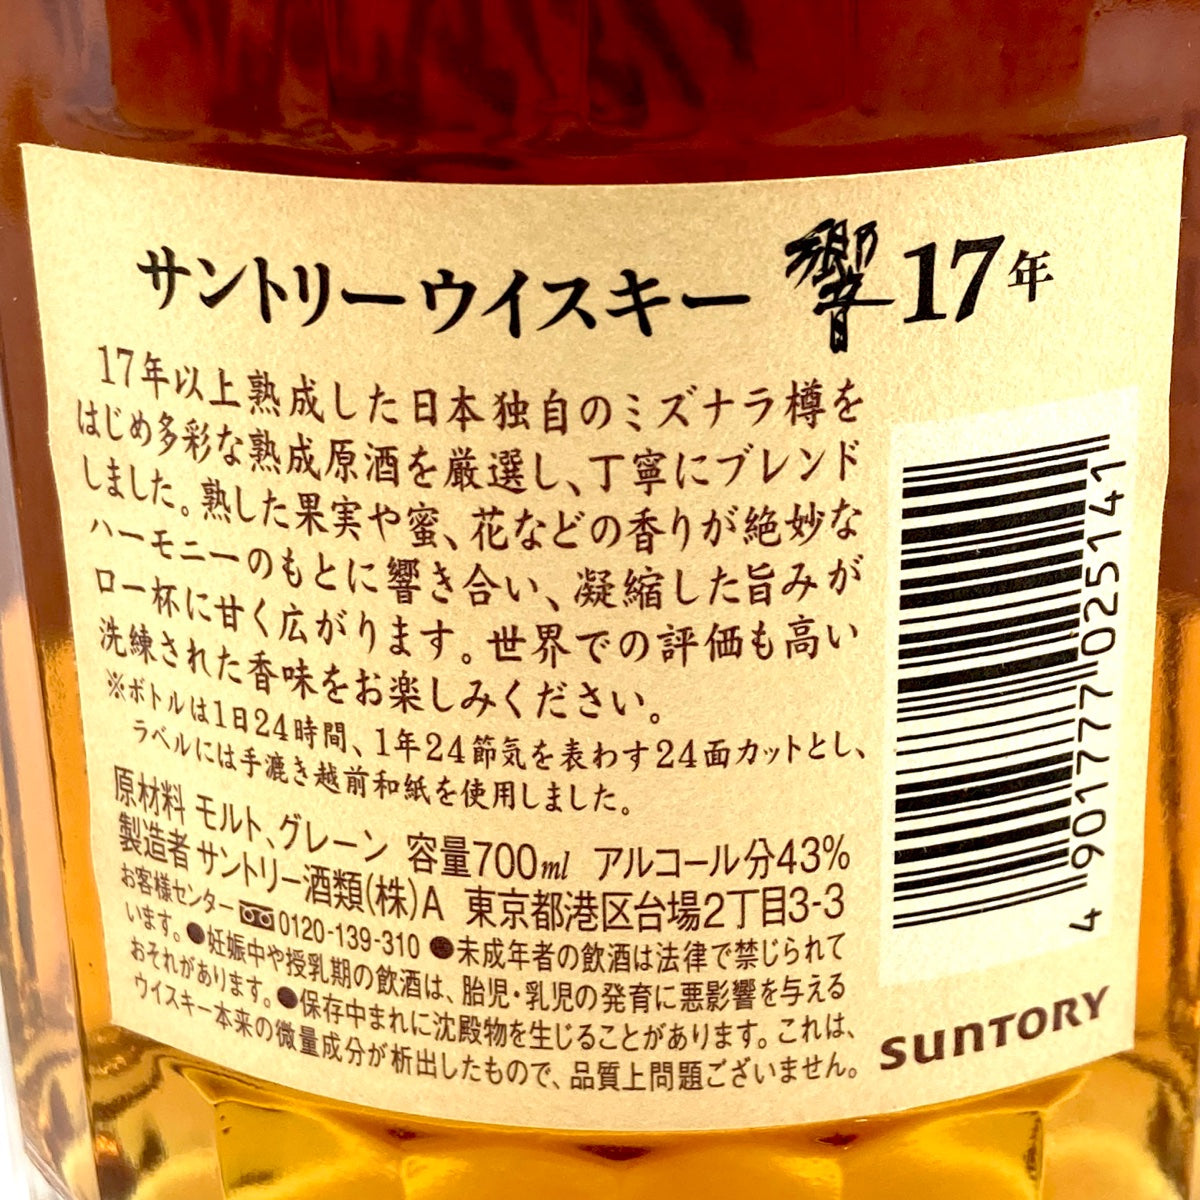 サントリーウイスキー 響 17年
17年以上熟成した日本独自のミズナラ樽を
はじめ多彩な熟成原酒を厳選し、丁寧にブレンド
しました。熟した果実や蜜、花などの香りが絶妙な
ハーモニーのもとに響き合い、凝縮した旨みが
口一杯に甘く広がります。世界での評価も高い
洗練された香味をお楽しみください。
※ボトルは1日24時間、1年24節気を表わす24面カットとし、
ラベルには手漉き越前和紙を使用しました。
原材料 モルト、グレーン 容量700ml アルコール分43%
製造者 サントリー酒類(株)A 東京都港区台場2丁目3-3
お客様センター 0120-139-310 ●未成年者の飲酒は法律で禁じられて
います。●妊娠中や授乳期の飲酒は、胎児・乳児の発育に悪影響を与える
おそれがあります。●保存中まれに沈殿物を生じることがあります。これは、
ウイスキー本来の微量成分が析出したもので、品質上問題ございません。
4 901777 025141
SUNTORY